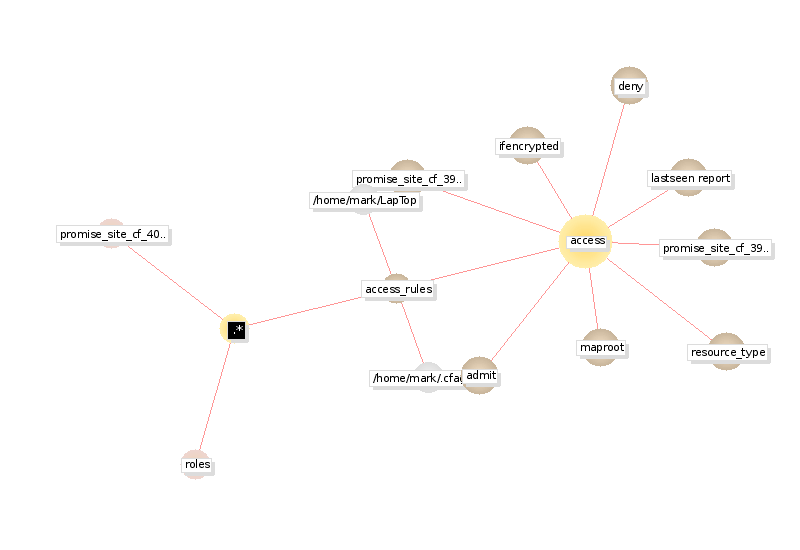 deny
ifencrypted
promise_site_cf_39..
lastseen report
/home/mark/LapTop
promise_site_cf_40..
access
promise_site_cf_39..
access_rules
.*
maproot
resource_type
/home/mark/.cfag
admit
roles